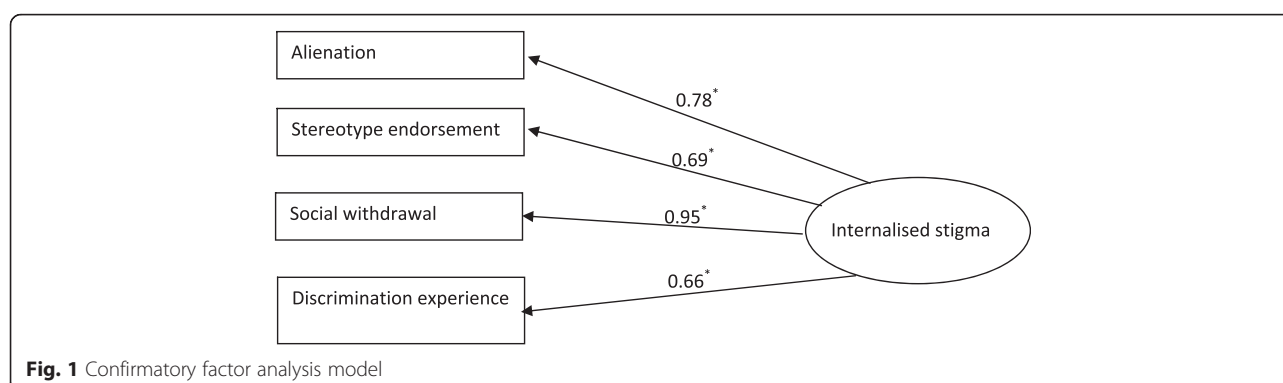 Alienation
0.78*
Stereotype endorsement
0.69*
Social withdrawal
0.95*
Internalised stigma
Discrimination experience
0.66*
Fig. 1 Confirmatory factor analysis model